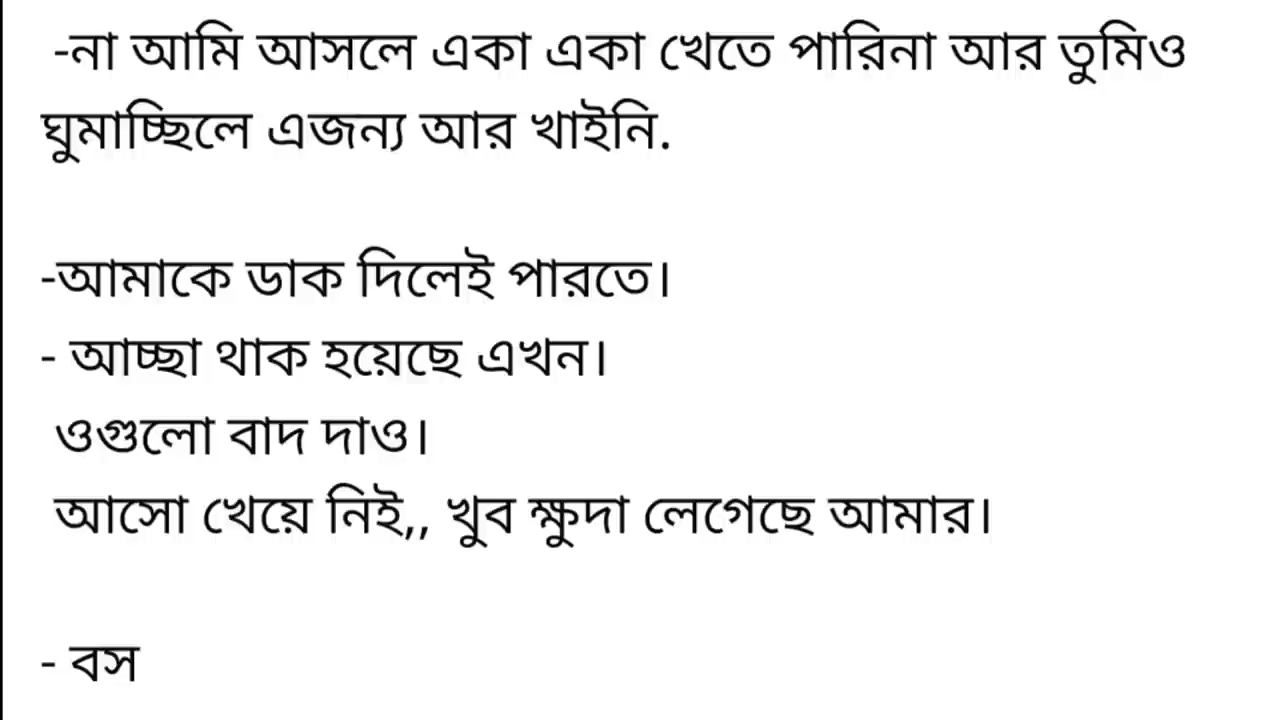 -না আমি আসলে একা একা খেতে পারিনা আর তুমিও
ঘুমাচ্ছিলে এজন্য আর খাইনি.
-আমাকে ডাক দিলেই পারতে।
- আচ্ছা থাক হয়েছে এখন।
ওগুলো বাদ দাও।
আসো খেয়ে নিই,, খুব ক্ষুদা লেগেছে আমার।
- বস